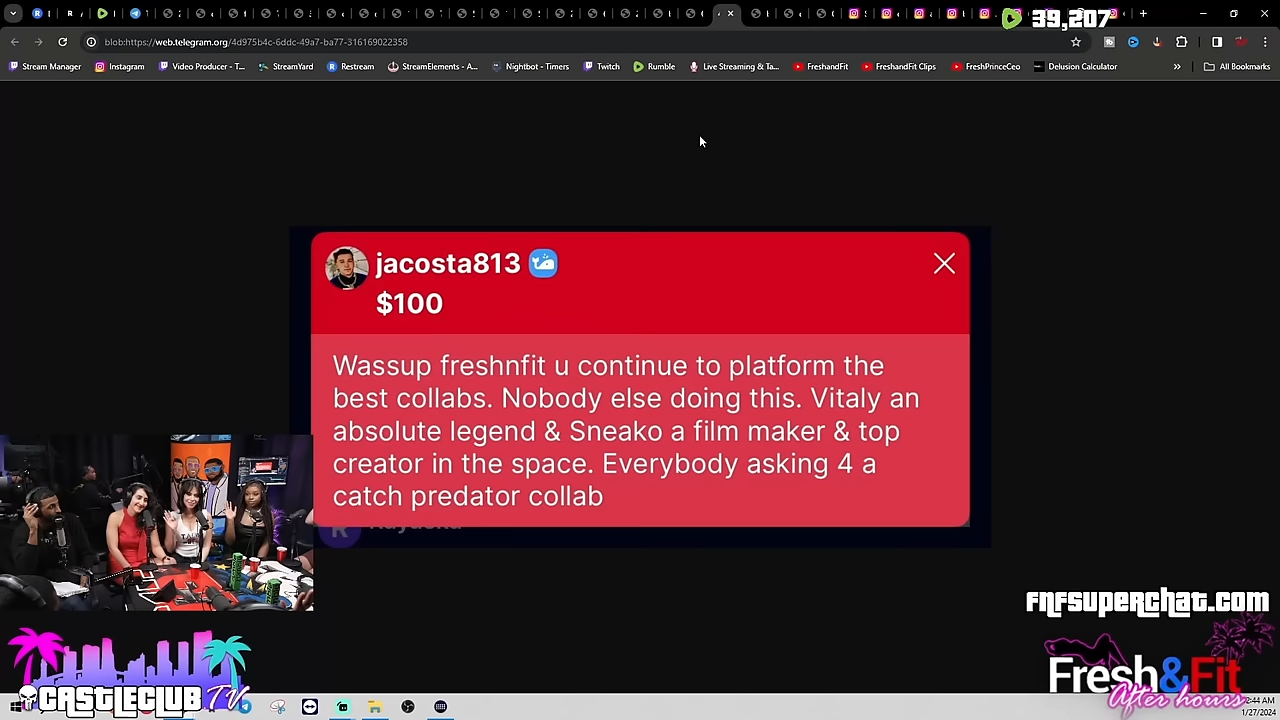 39,207
blob:https://web.telegram.org/4d975b4c-6ddc-49a7-ba77-316169022358
Stream Manager
Instagram
Video Producer - T...
StreamYard
Restream
StreamElements - A...
Nightbot - Timers
Twitch
Rumble
Live Streaming & Ta...
FreshandFit
FreshandFit Clips
FreshPrinceCeo
Delusion Calculator
All Bookmarks
jacosta813
$100
Wassup freshnfit u continue to platform the
best collabs. Nobody else doing this. Vitaly an
absolute legend & Sneako a film maker & top
creator in the space. Everybody asking 4 a
catch predator collab
R
FNFSUPERCHAT.COM
CASTLECLUB TV
Fresh&Fit
After hours
:44 AM
1/27/2024